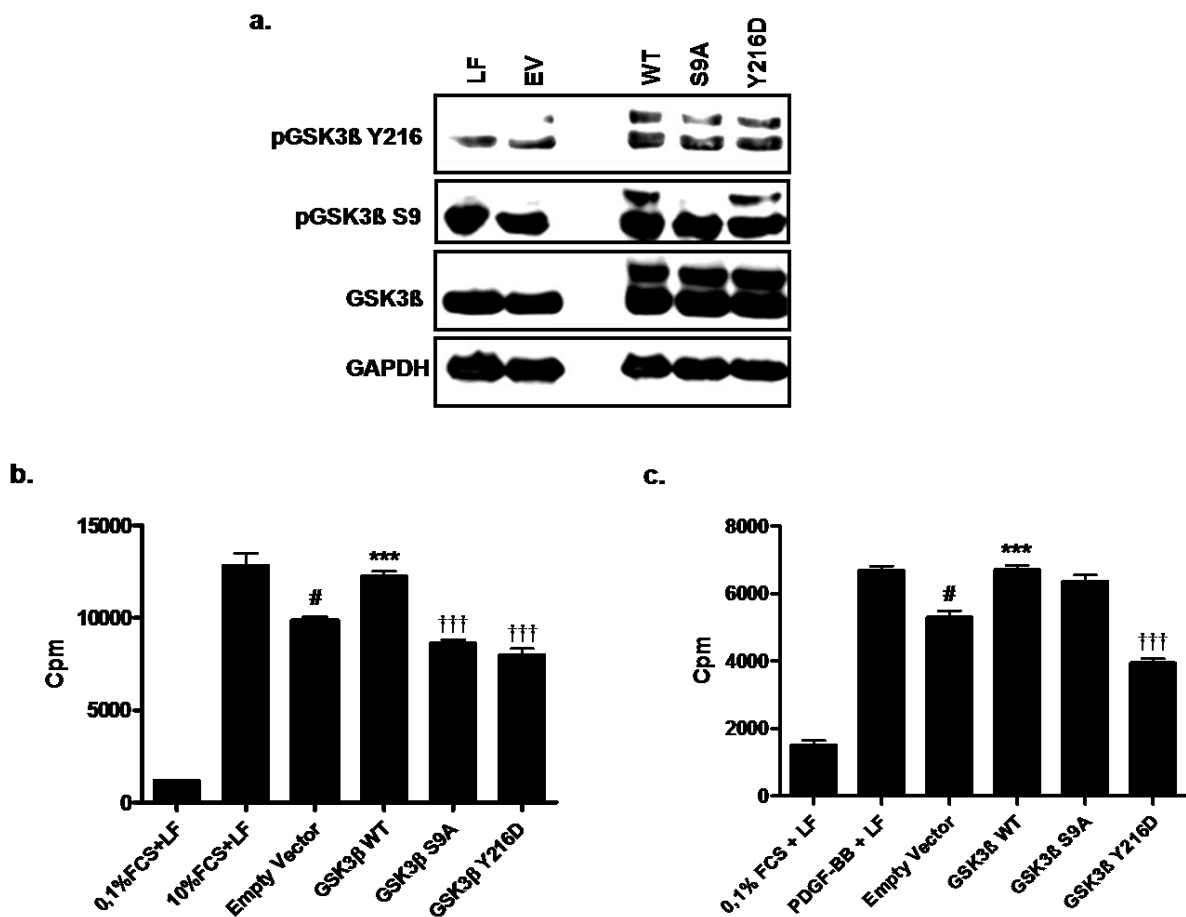 a.
LF EV WT S9A Y216D
pGSK3ß Y216
pGSK3ß S9
GSK3ß
GAPDH
b.
15000
10000
5000
0
Cpm
#
***
†††
†††
0,1%FCS+LF
10%FCS+LF
Empty Vector
GSK3β WT
GSK3β S9A
GSK3β Y216D
c.
8000
6000
4000
2000
0
Cpm
#
***
†††
0,1% FCS + LF
PDGF-BB + LF
Empty Vector
GSK3ß WT
GSK3ß S9A
GSK3ß Y216D